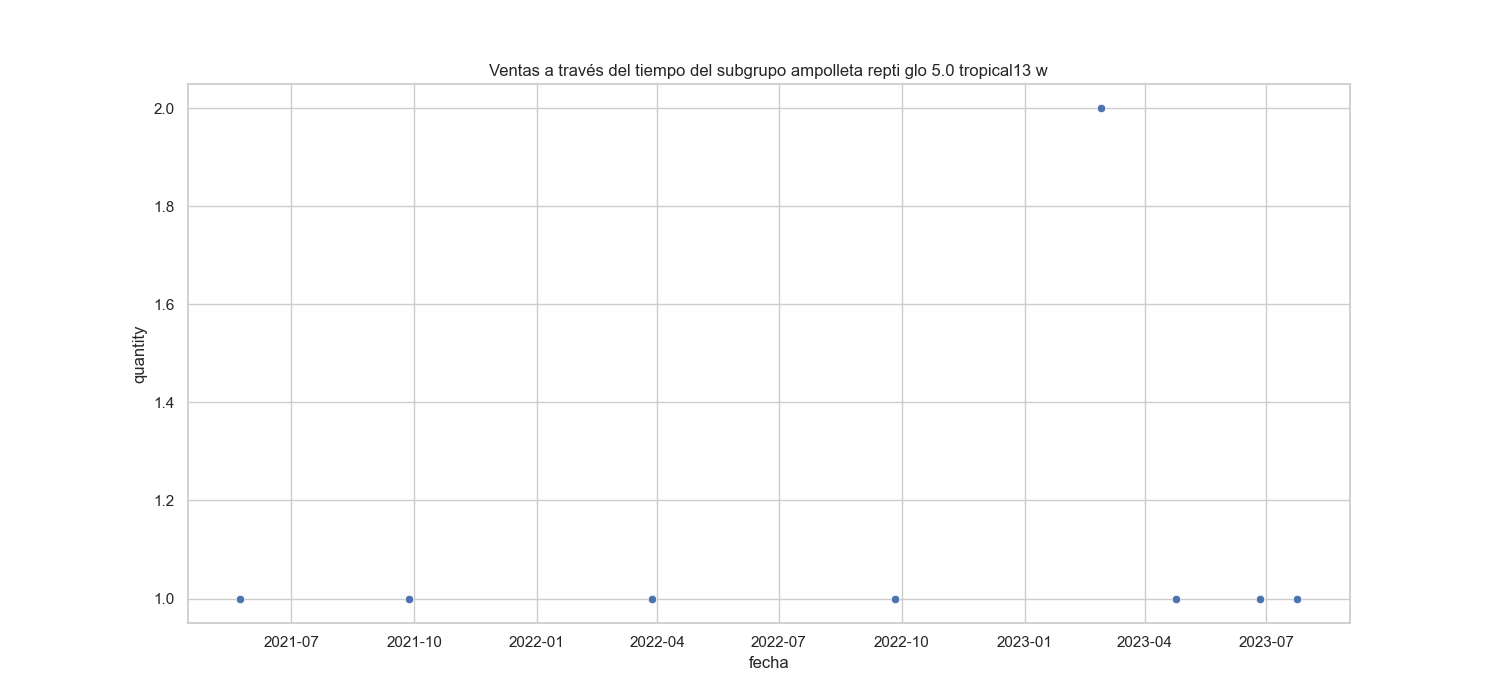 Ventas a través del tiempo del subgrupo ampolleta repti glo 5.0 tropical13 w
2.0
1.8
1.6
1.4
1.2
1.0
quantity
2021-07 2021-10 2022-01 2022-04 2022-07 2022-10 2023-01 2023-04 2023-07
fecha